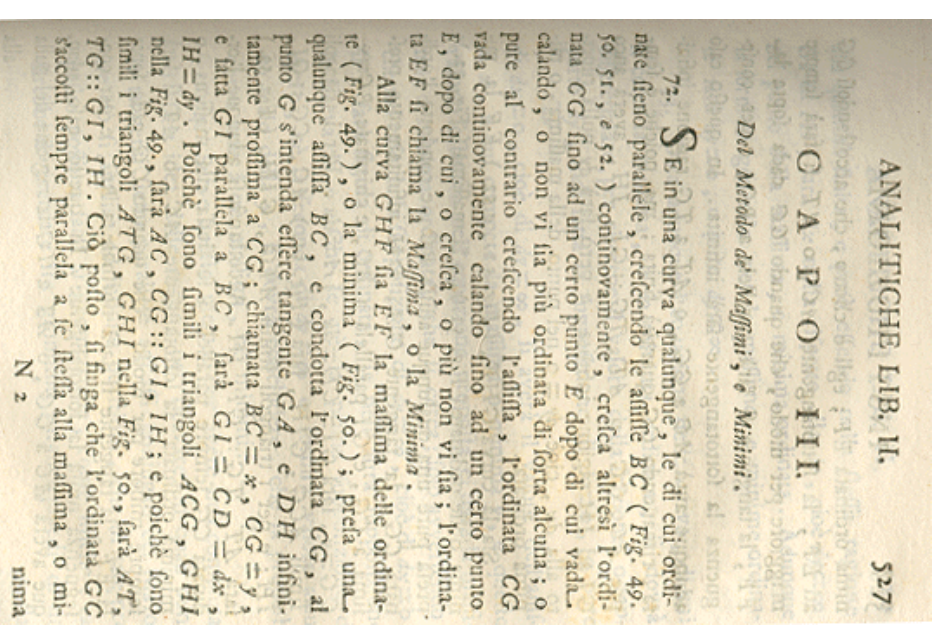 ANALITICHE LIB. II. 527
CAPO III.
Del Metodo de' Massimi, e Minimi.
72. SE in una curva qualunque, le di cui ordi-
nate sieno parallele, crescendo le assisse BC (Fig. 49.
50. 51., e 52.) continovamente, cresca altresì l'ordi-
nata CG sino ad un certo punto E dopo di cui vada
calando, o non vi sia più ordinata di sorta alcuna; o
pure al contrario crescendo l'assissa, l'ordinata CG
vada continovamente calando sino ad un certo punto
E, dopo di cui, o cresca, o più non vi sia; l'ordina-
ta EF si chiama la Massima, o la Minima.
Alla curva GHF sia EF la massima delle ordina-
te (Fig. 49.), o la minima (Fig. 50.); presa una
qualunque assissa BC, e condotta l'ordinata CG, al
punto G s'intenda essere tangente GA, e DH infini-
tamente prossima a CG; chiamata BC = x, CG = y,
e fatta GI parallela a BC, sarà GI = CD = dx,
IH = dy. Poichè sono simili i triangoli ACG, GHI
nella Fig. 49., sarà AC, CG :: GI, IH; e poichè sono
simili i triangoli ATG, GHI nella Fig. 50., sarà AT,
TG :: GI, IH. Ciò posto, si finga che l'ordinata GC
s'accosti sempre parallela a se stessa alla massima, o mi-
N 2 nima